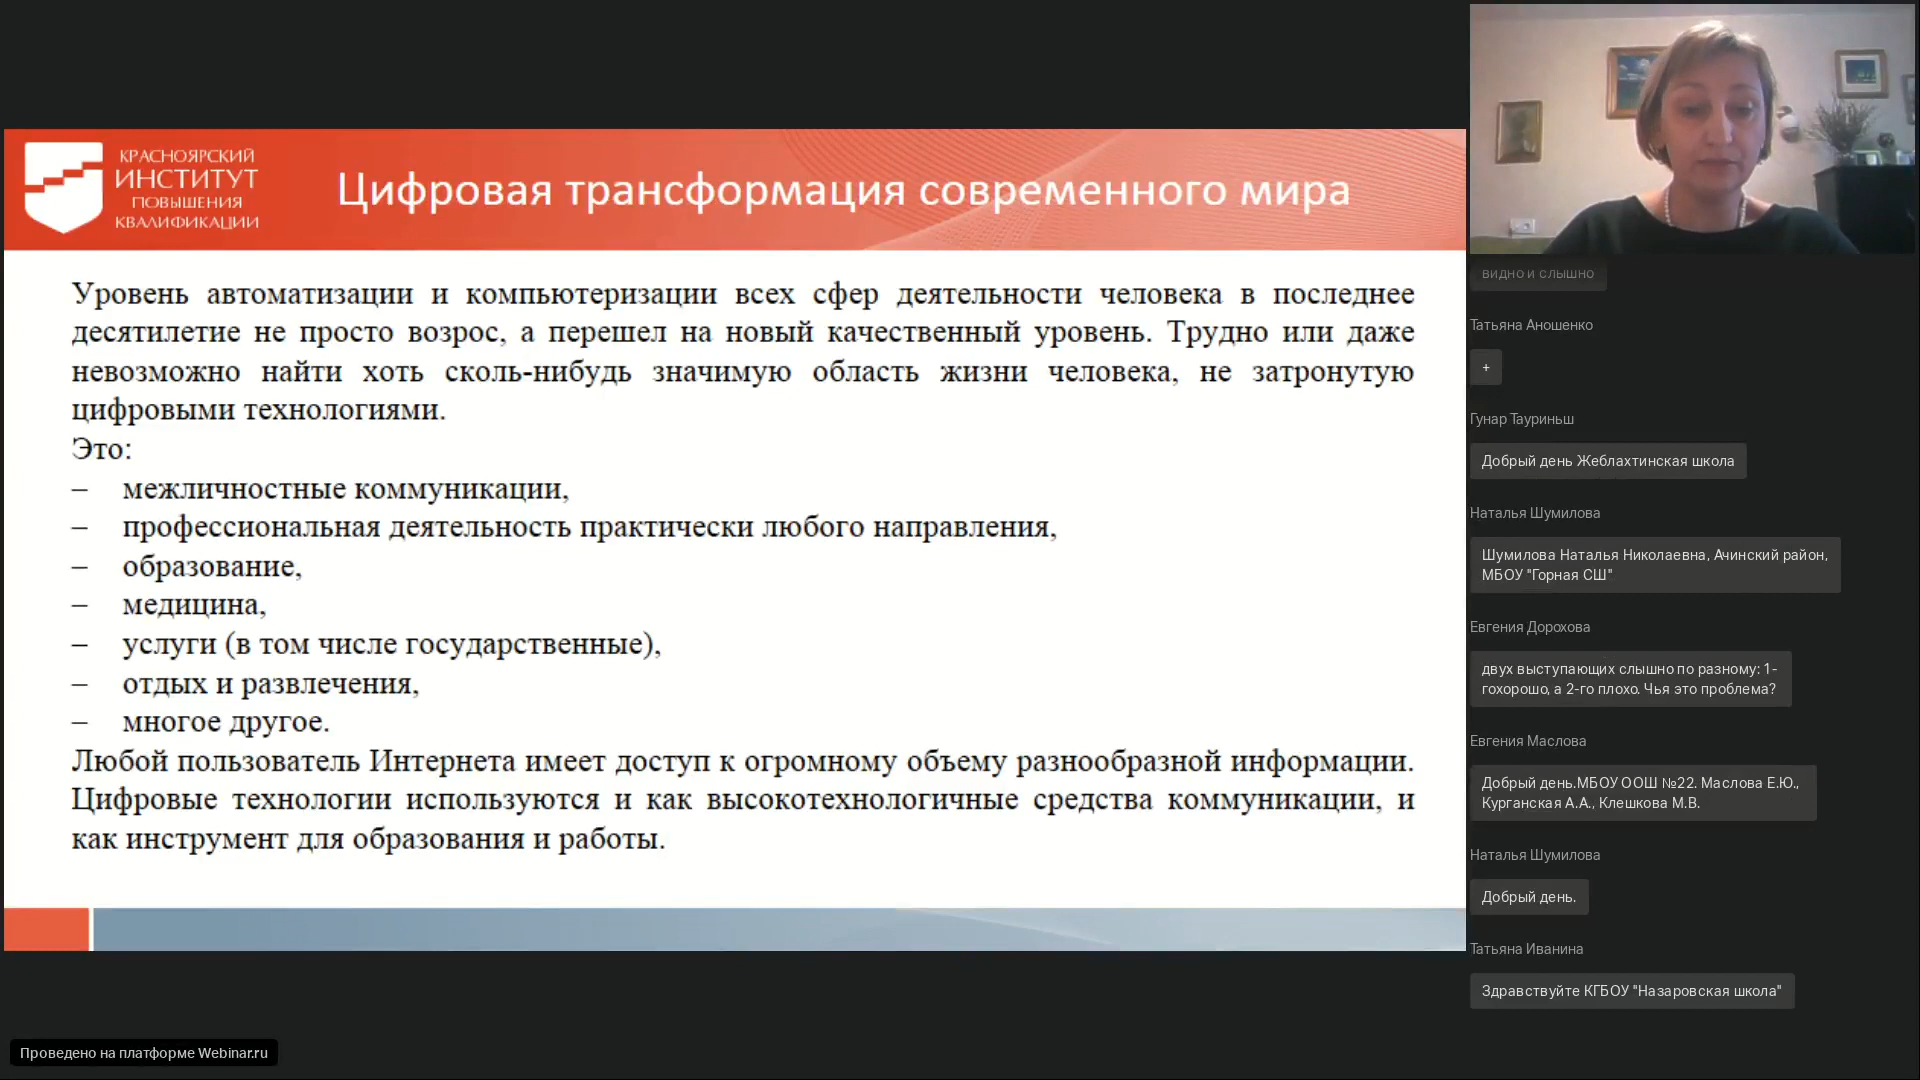 КРАСНОЯРСКИЙ
ИНСТИТУТ
ПОВЫШЕНИЯ
КВАЛИФИКАЦИИ
Цифровая трансформация современного мира
Уровень автоматизации и компьютеризации всех сфер деятельности человека в последнее
десятилетие не просто возрос, а перешел на новый качественный уровень. Трудно или даже
невозможно найти хоть сколь-нибудь значимую область жизни человека, не затронутую
цифровыми технологиями.
Это:
– межличностные коммуникации,
– профессиональная деятельность практически любого направления,
– образование,
– медицина,
– услуги (в том числе государственные),
– отдых и развлечения,
– многое другое.
Любой пользователь Интернета имеет доступ к огромному объему разнообразной информации.
Цифровые технологии используются и как высокотехнологичные средства коммуникации, и
как инструмент для образования и работы.
Проведено на платформе Webinar.ru
видно и слышно
Татьяна Аношенко
+
Гунар Тауриньш
Добрый день Жеблахтинская школа
Наталья Шумилова
Шумилова Наталья Николаевна, Ачинский район,
МБОУ "Горная СШ"
Евгения Дорохова
двух выступающих слышно по разному: 1-
гохорошо, а 2-го плохо. Чья это проблема?
Евгения Маслова
Добрый день.МБОУ ООШ №22. Маслова Е.Ю.,
Курганская А.А., Клешкова М.В.
Наталья Шумилова
Добрый день.
Татьяна Иванина
Здравствуйте КГБОУ "Назаровская школа"